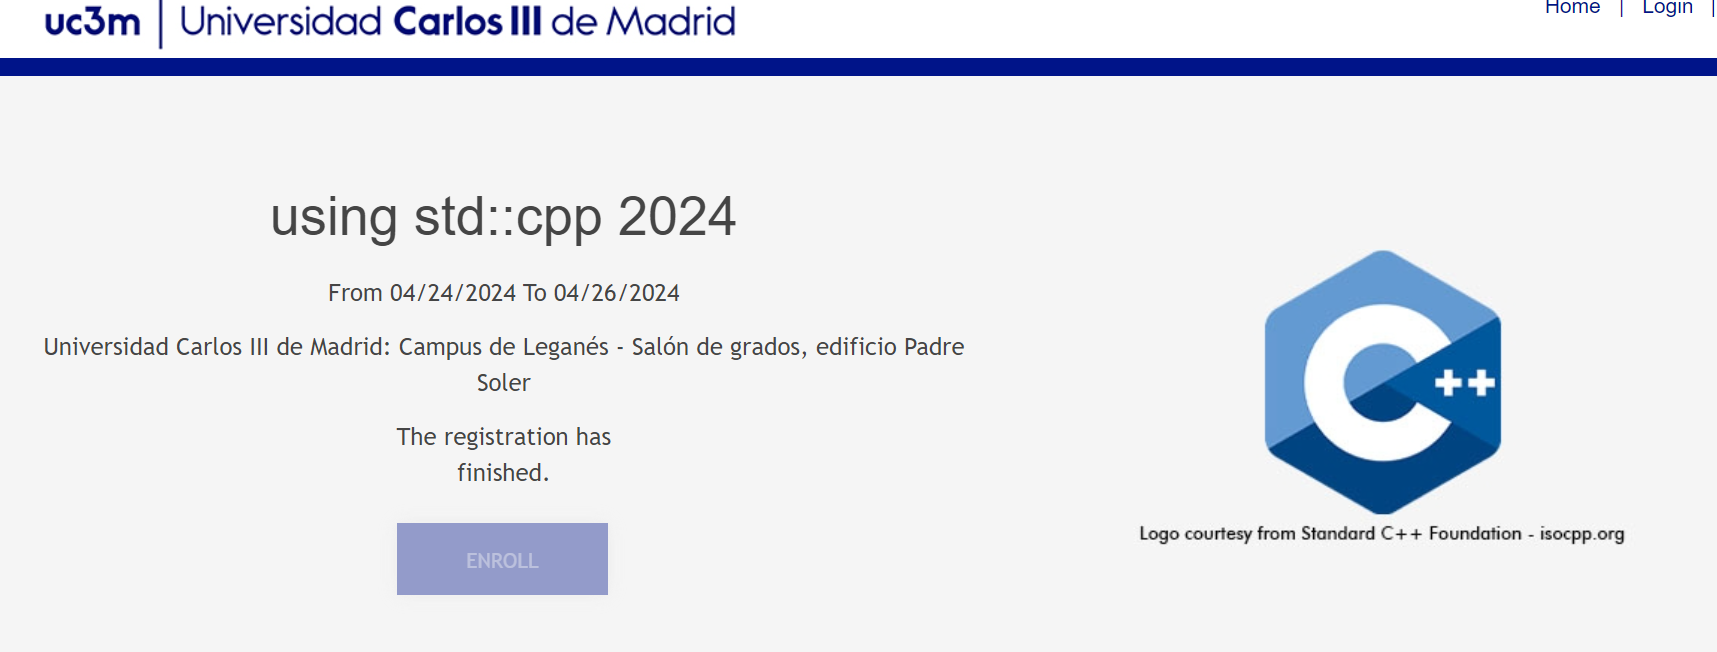 uc3m | Universidad Carlos III de Madrid
Home | Login |
using std::cpp 2024
From 04/24/2024 To 04/26/2024
Universidad Carlos III de Madrid: Campus de Leganés - Salón de grados, edificio Padre
Soler
The registration has
finished.
ENROLL
C++
Logo courtesy from Standard C++ Foundation - isocpp.org